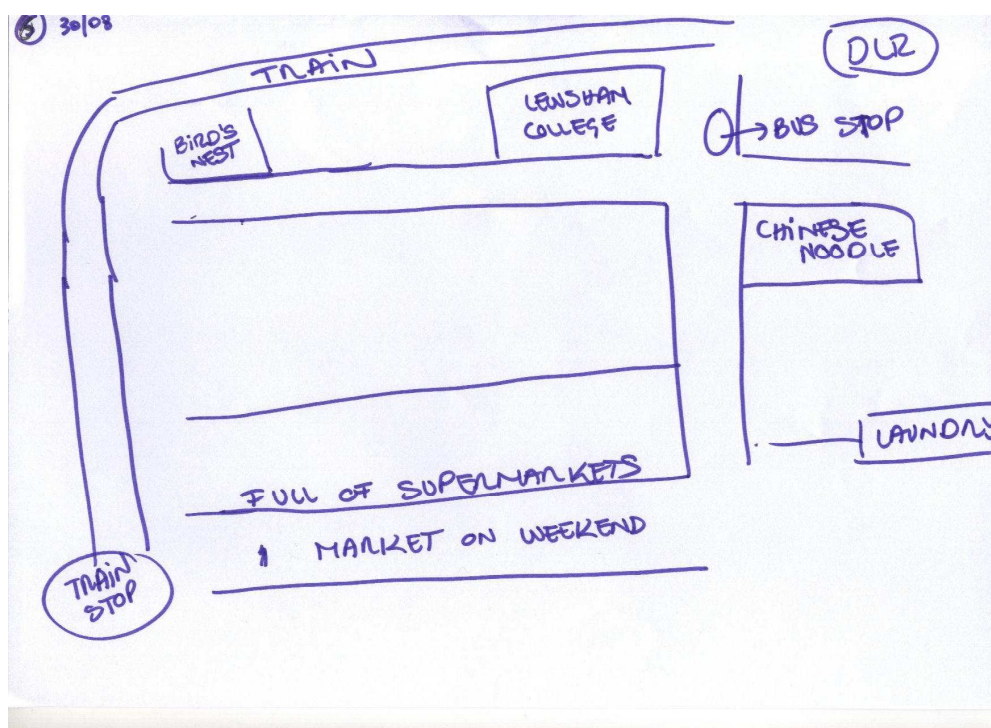 30/08
TRAIN
DLR
BIRD'S
NEST
LEWSHAM
COLLEGE
BUS STOP
CHINESE
NOODLE
LAUNDRY
FULL OF SUPERMARKETS
MARKET ON WEEKEND
TRAIN
STOP